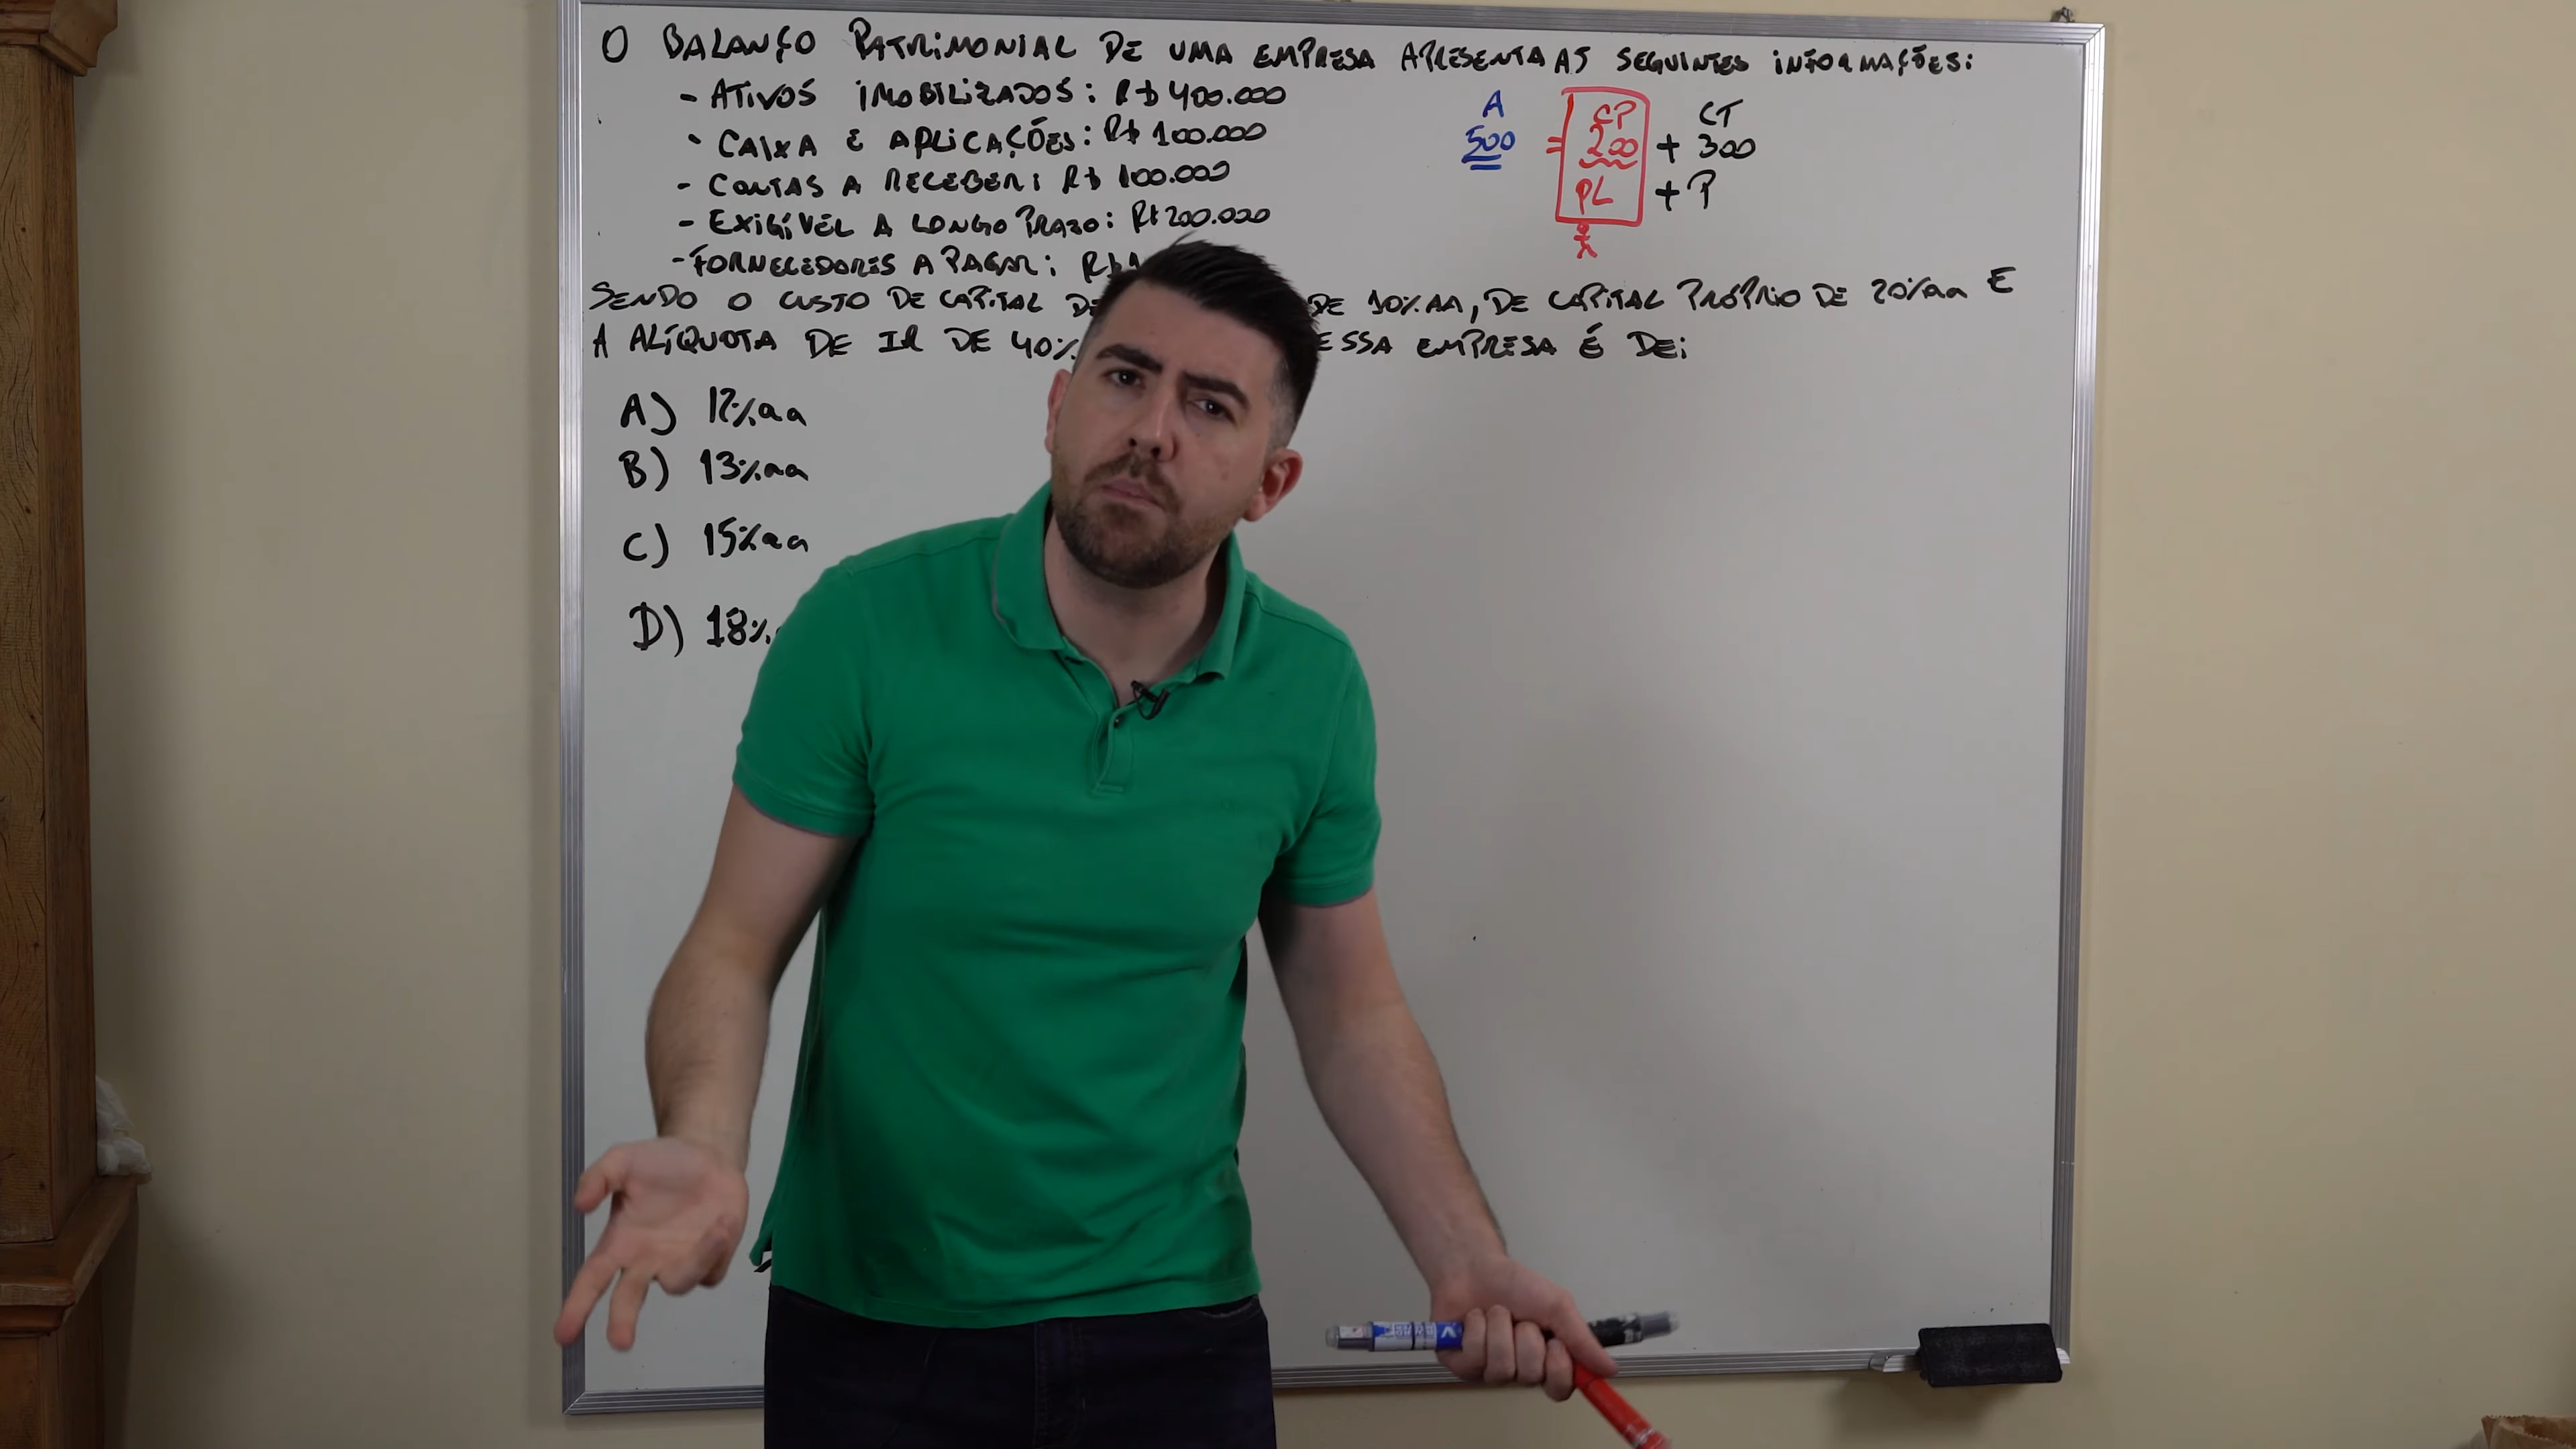 O BALANÇO PATRIMONIAL DE UMA EMPRESA APRESENTA AS SEGUINTES INFORMAÇÕES:
- ATIVOS IMOBILIZADOS: R$ 400.000
- CAIXA E APLICAÇÕES: R$ 100.000
- CONTAS A RECEBER: R$ 100.000
- EXIGÍVEL A LONGO PRAZO: R$ 200.000
- FORNECEDORES A PAGAR: R$
SENDO O CUSTO DE CAPITAL DE 10% AA, DE CAPITAL PRÓPRIO DE 20% aa E
A ALÍQUOTA DE IR DE 40% ESSA EMPRESA É DE:
A) 12% aa
B) 13% aa
C) 15% aa
D) 18%
A CP CT
500 = 200 + 300
PL + P